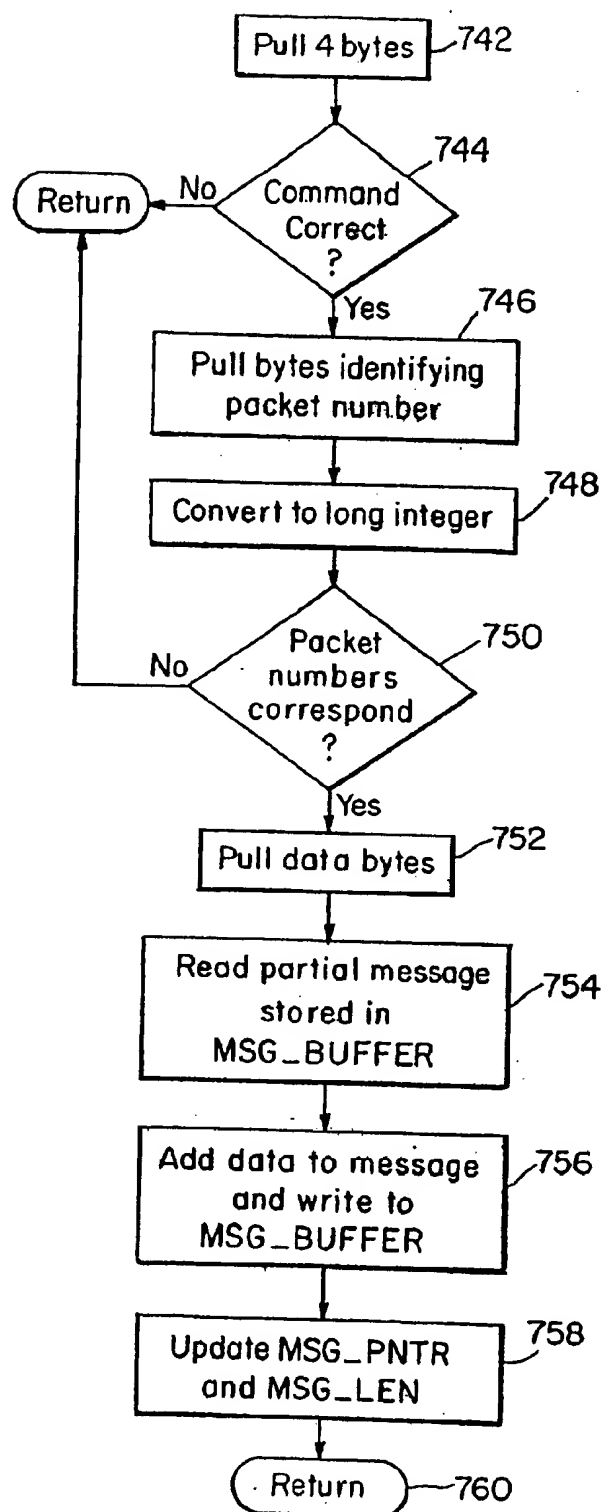 Pull 4 bytes
742
744
Return
No
Command
Correct
?
Yes
746
Pull bytes identifying
packet number
748
Convert to long integer
750
No
Packet
numbers
correspond
?
Yes
752
Pull data bytes
Read partial message
stored in
MSG_BUFFER
754
Add data to message
and write to
MSG_BUFFER
756
Update MSG_PNTR
and MSG_LEN
758
Return
760